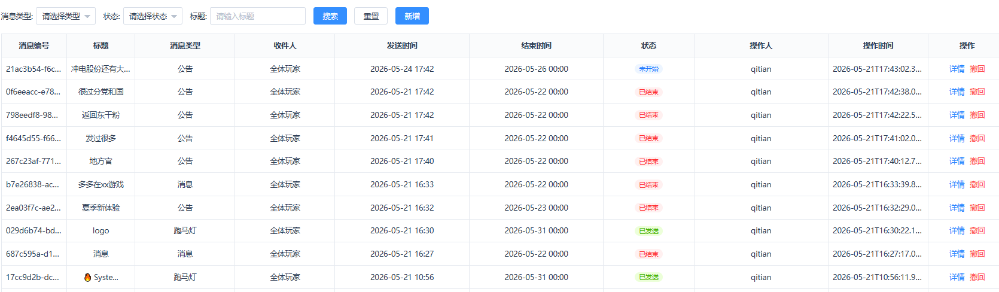 消息类型: 请选择类型 状态: 请选择状态 标题: 请输入标题 搜索 重置 新增
消息编号 标题 消息类型 收件人 发送时间 结束时间 状态 操作人 操作时间 操作
21ac3b54-f6c... 冲电股份还有大... 公告 全体玩家 2026-05-24 17:42 2026-05-26 00:00 未开始 qitian 2026-05-21T17:43:02.3... 详情 撤回
0f6eeacc-e78... 很过分党和国 公告 全体玩家 2026-05-21 17:42 2026-05-22 00:00 已结束 qitian 2026-05-21T17:42:38.0... 详情 撤回
798eedf8-98... 返回东干粉 公告 全体玩家 2026-05-21 17:42 2026-05-22 00:00 已结束 qitian 2026-05-21T17:42:22.5... 详情 撤回
f4645d55-f66... 发过很多 公告 全体玩家 2026-05-21 17:41 2026-05-22 00:00 已结束 qitian 2026-05-21T17:41:02.0... 详情 撤回
267c23af-771... 地方官 公告 全体玩家 2026-05-21 17:40 2026-05-22 00:00 已结束 qitian 2026-05-21T17:40:12.7... 详情 撤回
b7e26838-ac... 多多在xx游戏 消息 全体玩家 2026-05-21 16:33 2026-05-22 00:00 已结束 qitian 2026-05-21T16:33:39.8... 详情 撤回
2ea03f7c-ae2... 夏季新体验 公告 全体玩家 2026-05-21 16:32 2026-05-23 00:00 已结束 qitian 2026-05-21T16:32:29.0... 详情 撤回
029d6b74-bd... logo 跑马灯 全体玩家 2026-05-21 16:30 2026-05-31 00:00 已发送 qitian 2026-05-21T16:30:22.1... 详情 撤回
687c595a-d1... 消息 消息 全体玩家 2026-05-21 16:27 2026-05-22 00:00 已结束 qitian 2026-05-21T16:27:17.0... 详情 撤回
17cc9d2b-dc... 🔥 Syste... 跑马灯 全体玩家 2026-05-21 10:56 2026-05-31 00:00 已发送 qitian 2026-05-21T10:56:11.9... 详情 撤回